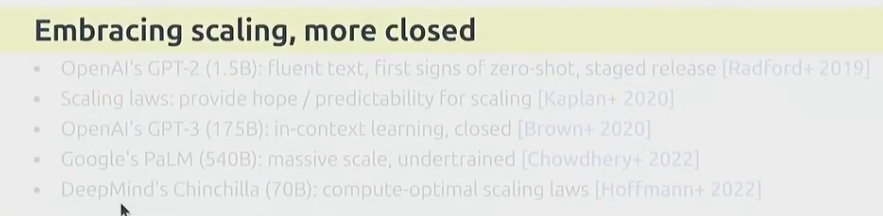 Embracing scaling, more closed
• OpenAI's GPT-2 (1.5B): fluent text, first signs of zero-shot, staged release [Radford+ 2019]
• Scaling laws: provide hope / predictability for scaling [Kaplan+ 2020]
• OpenAI's GPT-3 (175B): in-context learning, closed [Brown+ 2020]
• Google's PaLM (540B): massive scale, undertrained [Chowdhery+ 2022]
• DeepMind's Chinchilla (70B): compute-optimal scaling laws [Hoffmann+ 2022]